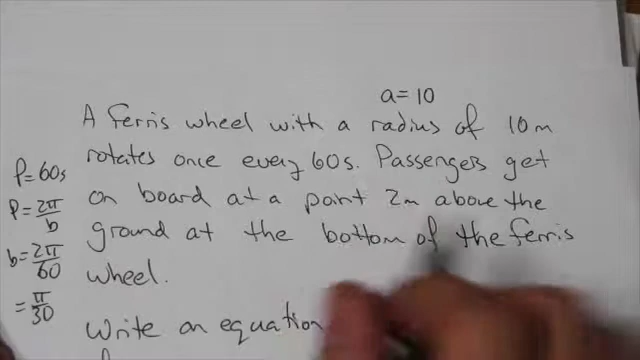 a = 10
A ferris wheel with a radius of 10m
rotates once every 60s. Passengers get
on board at a point 2m above the
ground at the bottom of the ferris
wheel.
Write an equation
P = 60s
P = 2π/b
b = 2π/60
= π/30